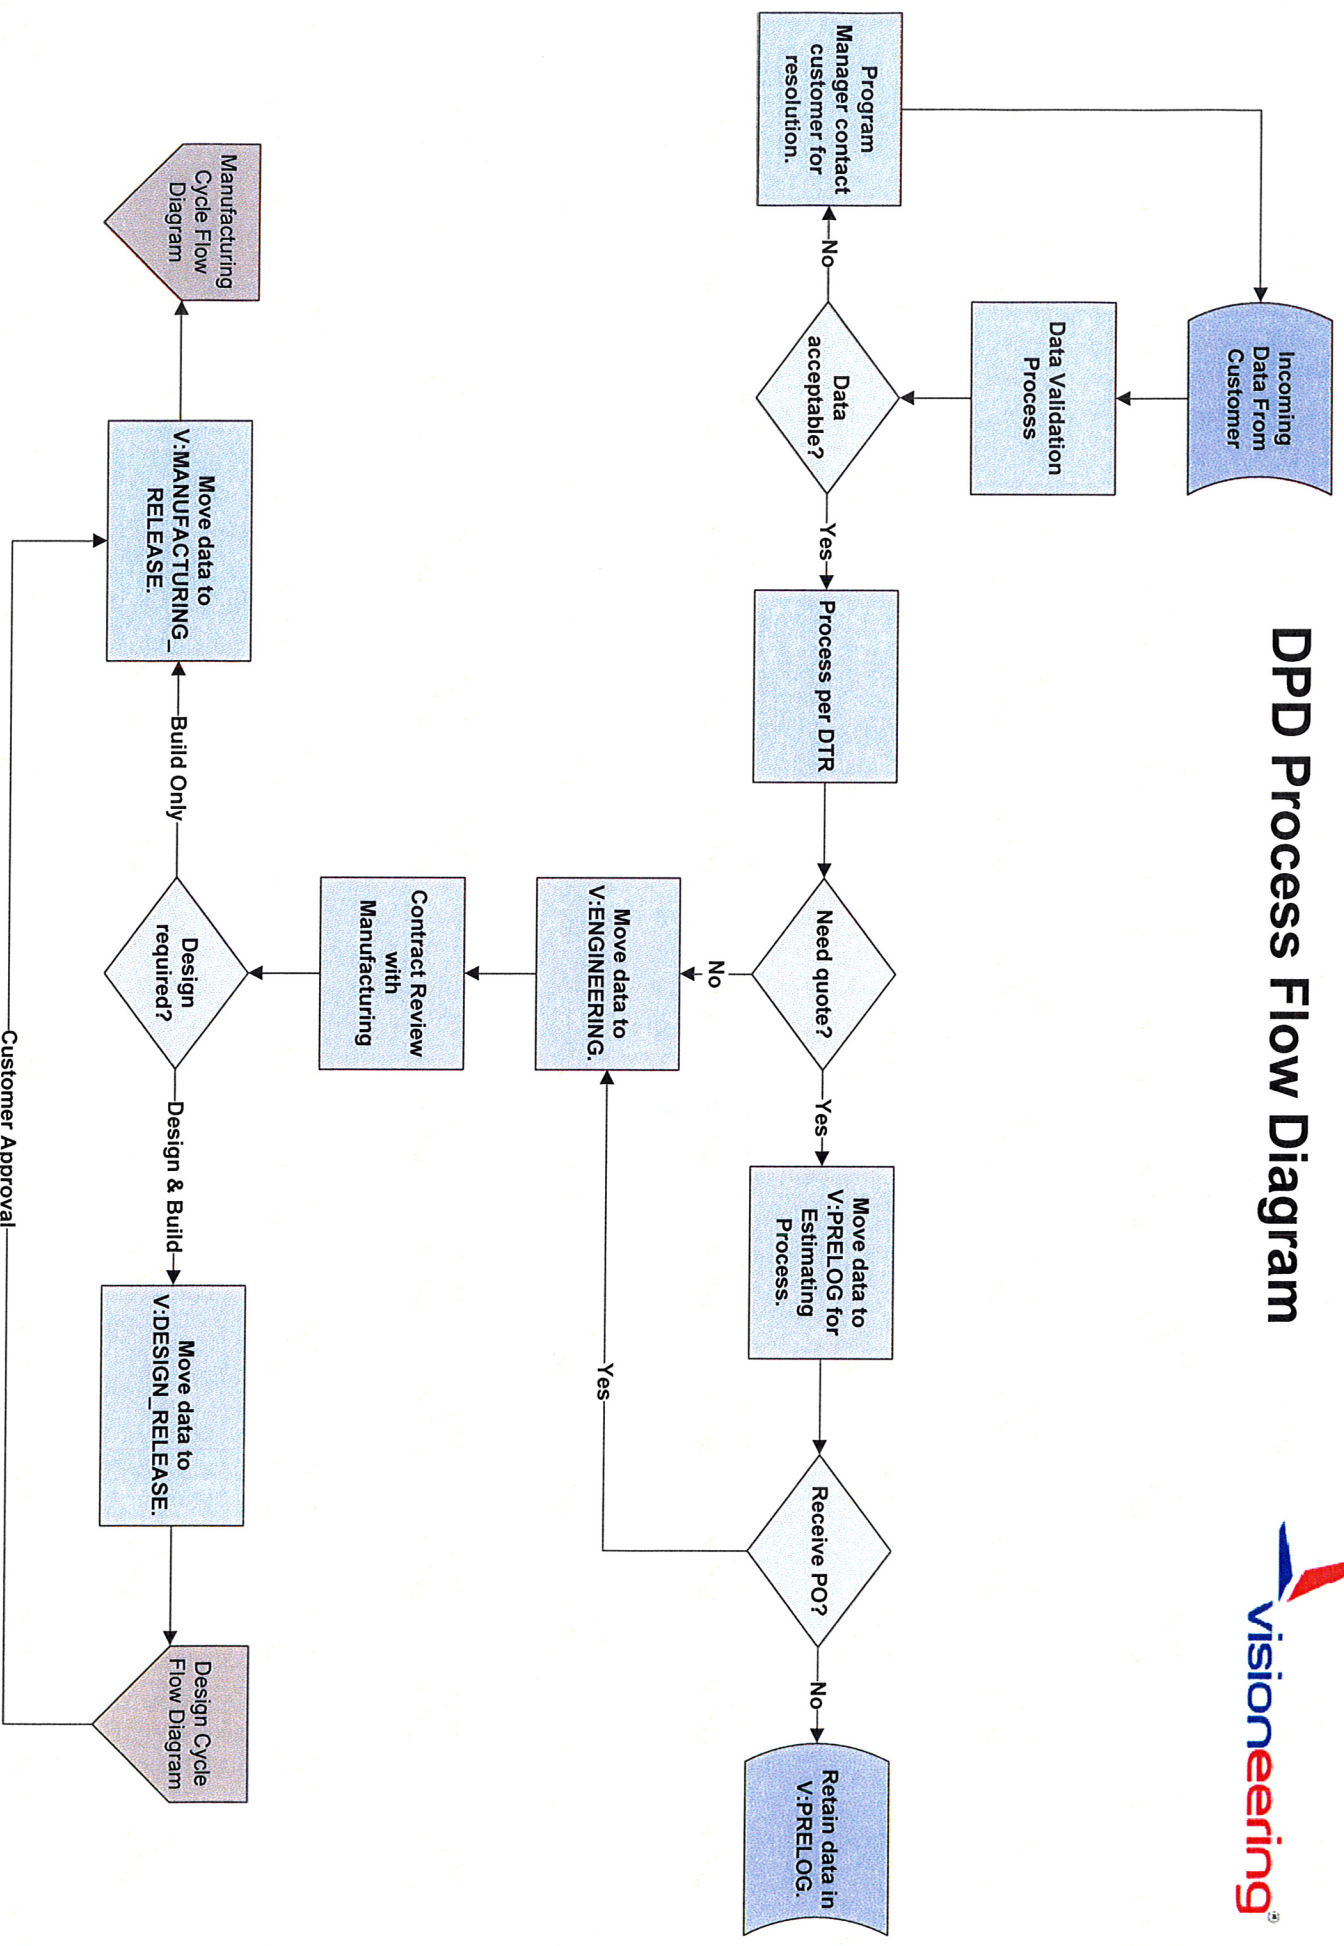 DPD Process Flow Diagram
visioneering®
Incoming
Data From
Customer
Data Validation
Process
Program
Manager contact
customer for
resolution.
No
Data
acceptable?
Yes
Process per DTR
Need quote?
Yes
Move data to
V:PRELOG for
Estimating
Process.
Receive PO?
No
Retain data in
V:PRELOG.
No
Yes
Move data to
V:ENGINEERING.
Contract Review
with
Manufacturing
Manufacturing
Cycle Flow
Diagram
Move data to
V:MANUFACTURING_
RELEASE.
Build Only
Design
required?
Design & Build
Move data to
V:DESIGN_RELEASE.
Design Cycle
Flow Diagram
Customer Approval